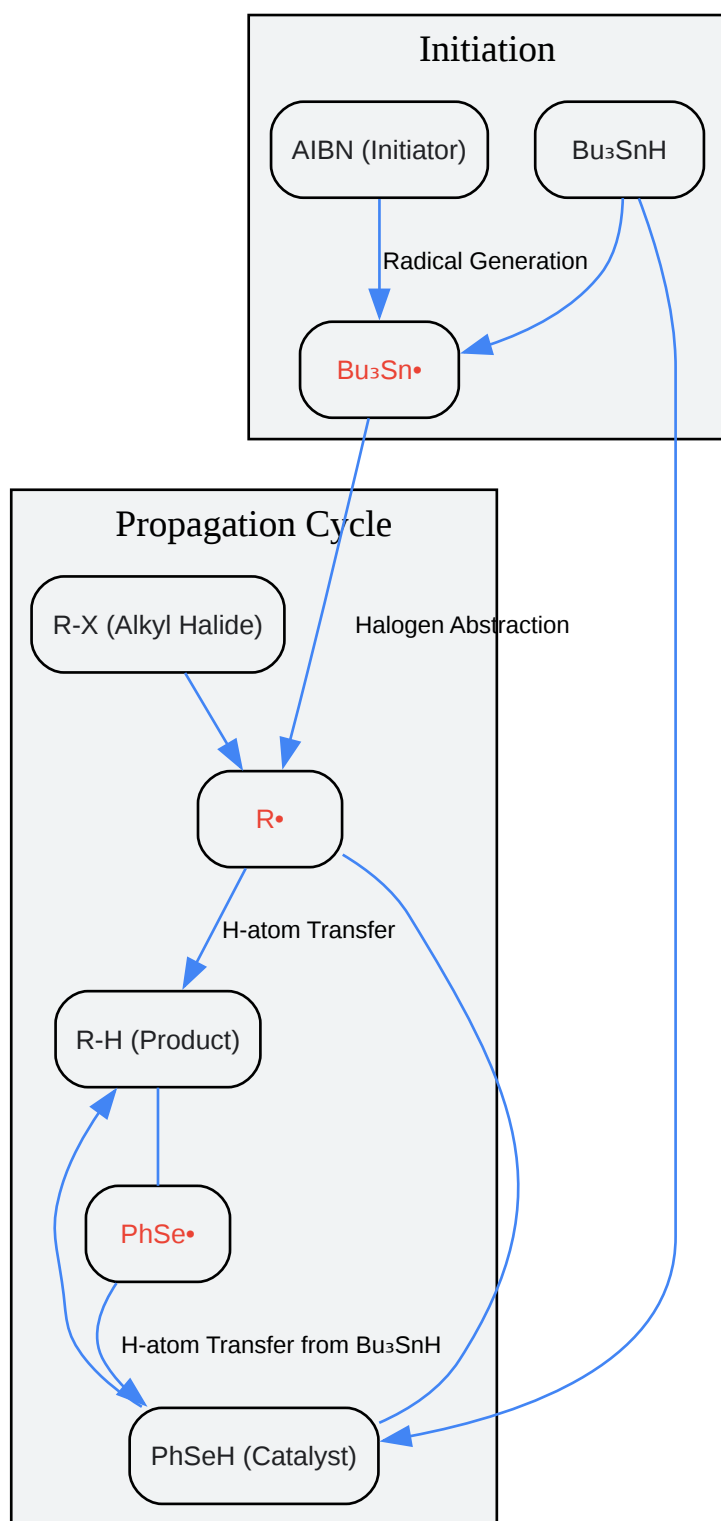 Initiation
AIBN (Initiator)
Bu₃SnH
Radical Generation
Bu₃Sn•
Propagation Cycle
R-X (Alkyl Halide)
Halogen Abstraction
R•
H-atom Transfer
R-H (Product)
PhSe•
H-atom Transfer from Bu₃SnH
PhSeH (Catalyst)